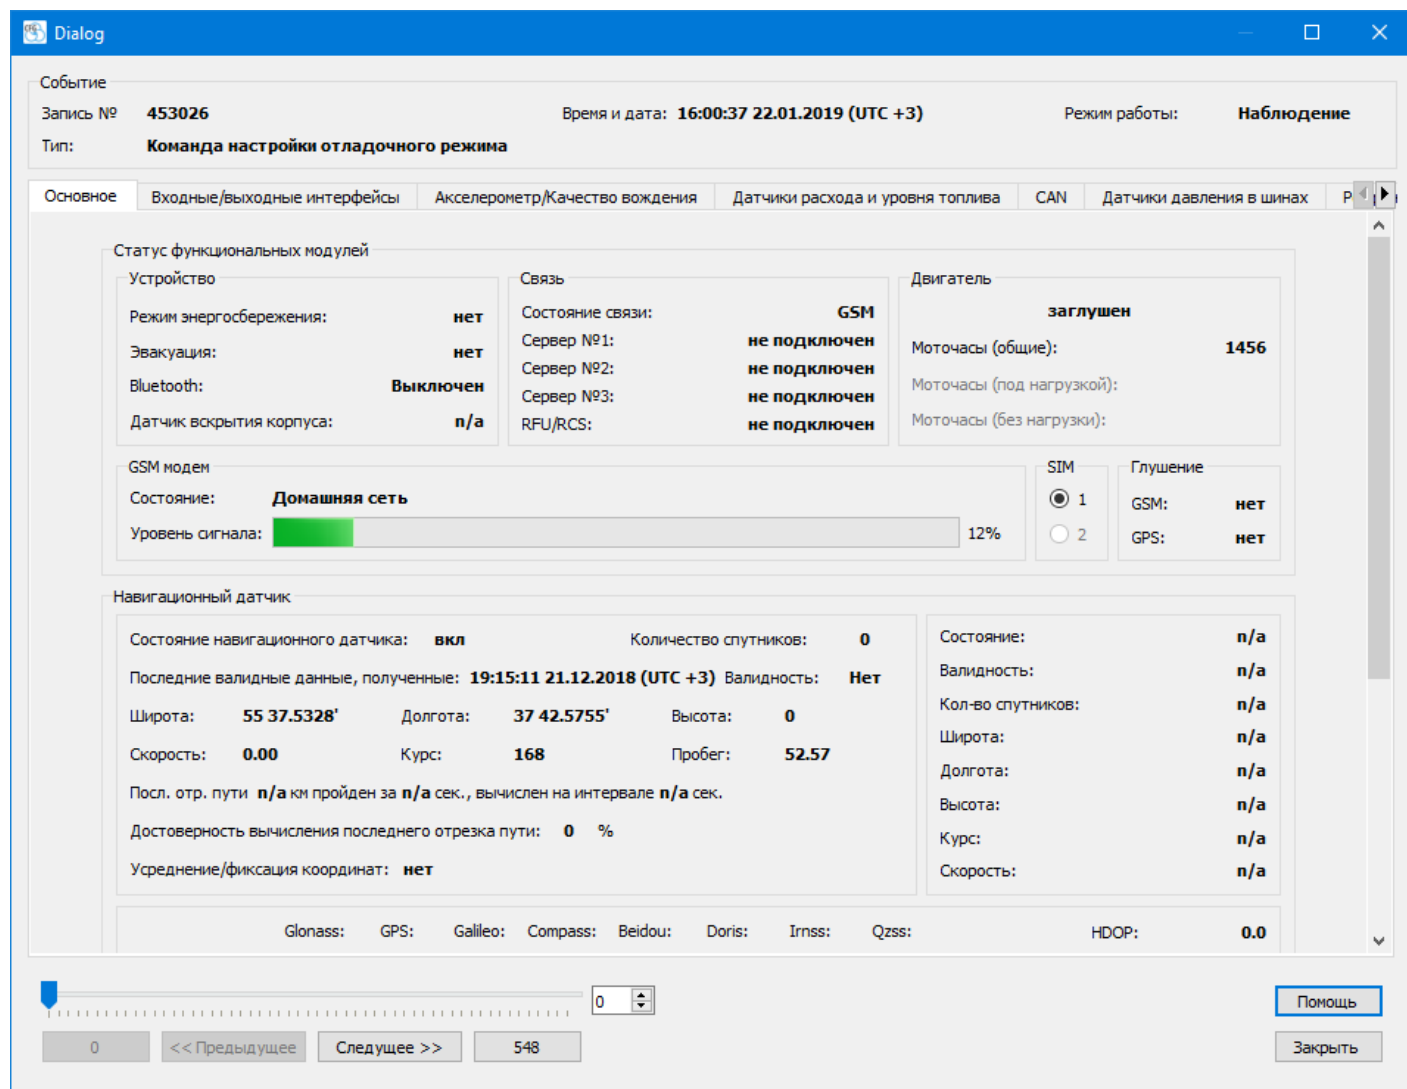 Dialog
Событие
Запись № 453026 Время и дата: 16:00:37 22.01.2019 (UTC +3) Режим работы: Наблюдение
Тип: Команда настройки отладочного режима
Основное Входные/выходные интерфейсы Акселерометр/Качество вождения Датчики расхода и уровня топлива CAN Датчики давления в шинах
Статус функциональных модулей
Устройство
Режим энергосбережения: нет
Эвакуация: нет
Bluetooth: Выключен
Датчик вскрытия корпуса: n/a
Связь
Состояние связи: GSM
Сервер №1: не подключен
Сервер №2: не подключен
Сервер №3: не подключен
RFU/RCS: не подключен
Двигатель
заглушен
Моточасы (общие): 1456
Моточасы (под нагрузкой):
Моточасы (без нагрузки):
GSM модем
Состояние: Домашняя сеть
Уровень сигнала: 12%
SIM
1
2
Глушение
GSM: нет
GPS: нет
Навигационный датчик
Состояние навигационного датчика: вкл Количество спутников: 0
Последние валидные данные, полученные: 19:15:11 21.12.2018 (UTC +3) Валидность: Нет
Широта: 55 37.5328' Долгота: 37 42.5755' Высота: 0
Скорость: 0.00 Курс: 168 Пробег: 52.57
Посл. отр. пути n/a км пройден за n/a сек., вычислен на интервале n/a сек.
Достоверность вычисления последнего отрезка пути: 0 %
Усреднение/фиксация координат: нет
Состояние: n/a
Валидность: n/a
Кол-во спутников: n/a
Широта: n/a
Долгота: n/a
Высота: n/a
Курс: n/a
Скорость: n/a
Glonass: GPS: Galileo: Compass: Beidou: Doris: Irnss: Qzss: HDOP: 0.0
0
Помощь
0 << Предыдущее Следущее >> 548 Закрыть